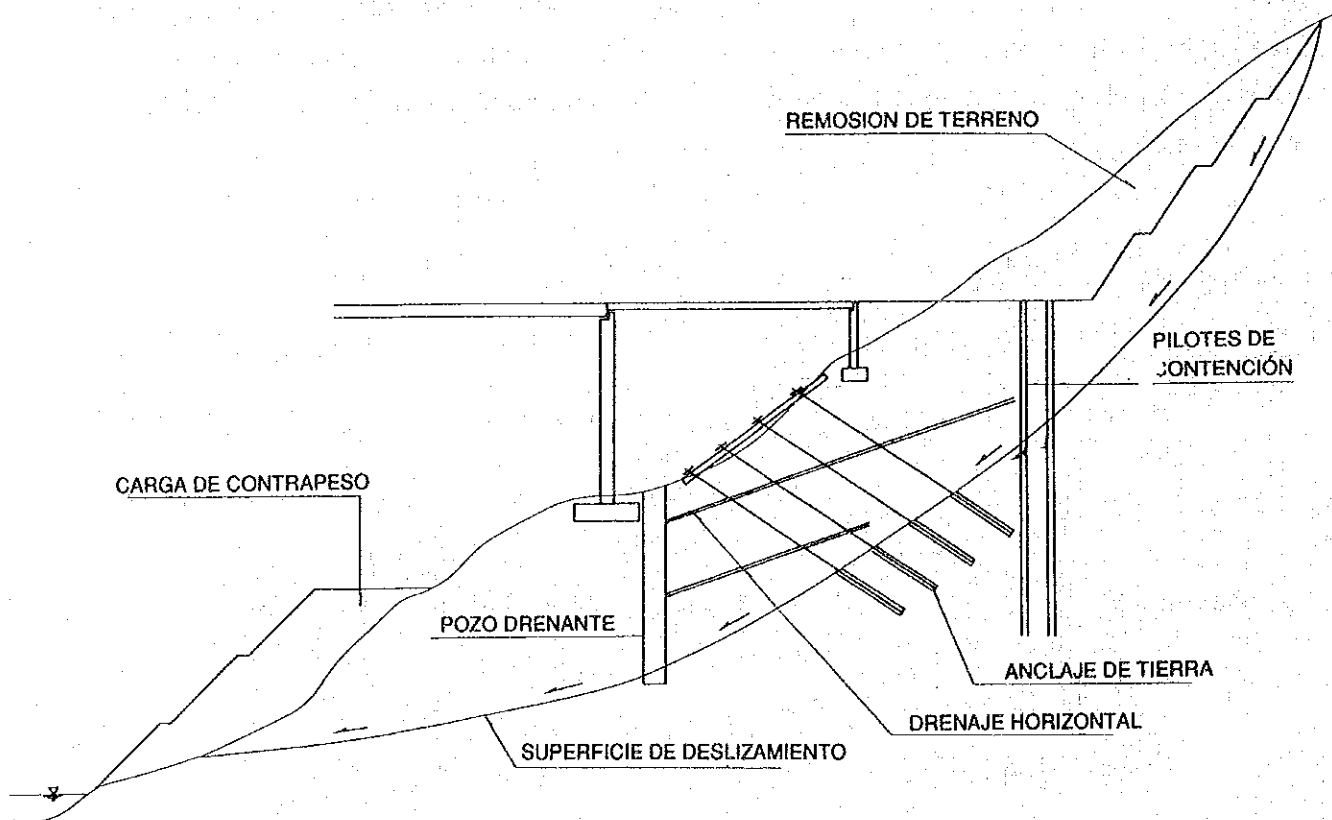 REMOSION DE TERRENO
PILOTES DE
CONTENCIÓN
CARGA DE CONTRAPESO
POZO DRENANTE
ANCLAJE DE TIERRA
DRENAJE HORIZONTAL
SUPERFICIE DE DESLIZAMIENTO